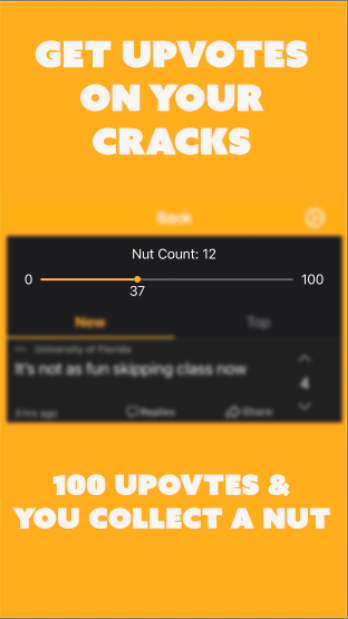 GET UPVOTES
ON YOUR
CRACKS
Back
Nut Count: 12
0
100
37
New
Top
University of Florida
It's not as fun skipping class now
4
3 hrs ago
Replies
Share
100 UPOVTES &
YOU COLLECT A NUT